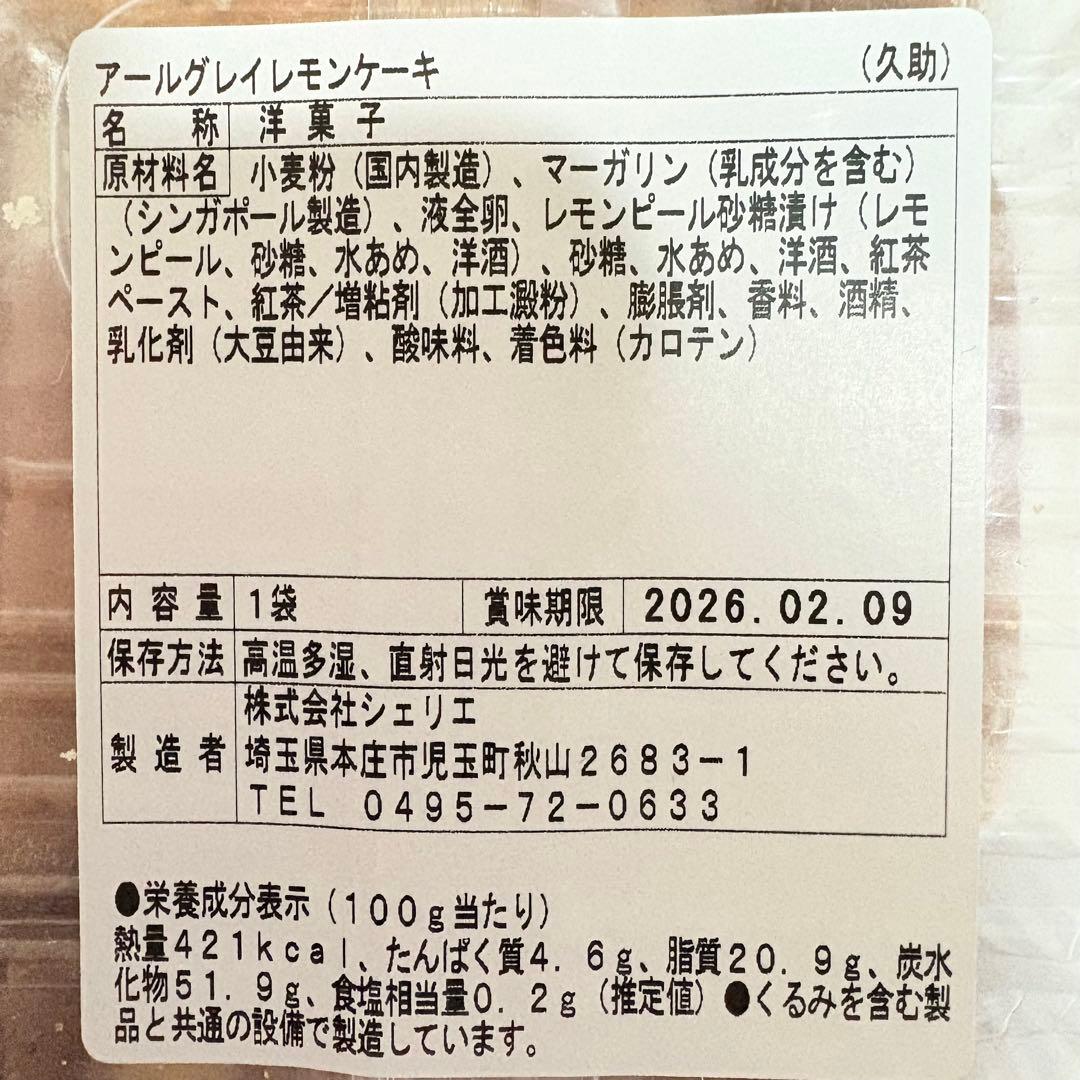 アールグレイレモンケーキ （久助）
名称 洋菓子
原材料名 小麦粉（国内製造）、マーガリン（乳成分を含む）
（シンガポール製造）、液全卵、レモンピール砂糖漬け（レモ
ンピール、砂糖、水あめ、洋酒）、砂糖、水あめ、洋酒、紅茶
ペースト、紅茶／増粘剤（加工澱粉）、膨脹剤、香料、酒精、
乳化剤（大豆由来）、酸味料、着色料（カロテン）
内容量 1袋 賞味期限 2026.02.09
保存方法 高温多湿、直射日光を避けて保存してください。
製造者 株式会社シェリエ
埼玉県本庄市児玉町秋山２６８３－１
ＴＥＬ ０４９５－７２－０６３３
●栄養成分表示（１００ｇ当たり）
熱量４２１ｋｃａｌ、たんぱく質４．６ｇ、脂質２０．９ｇ、炭水
化物５１．９ｇ、食塩相当量０．２ｇ（推定値）●くるみを含む製
品と共通の設備で製造しています。